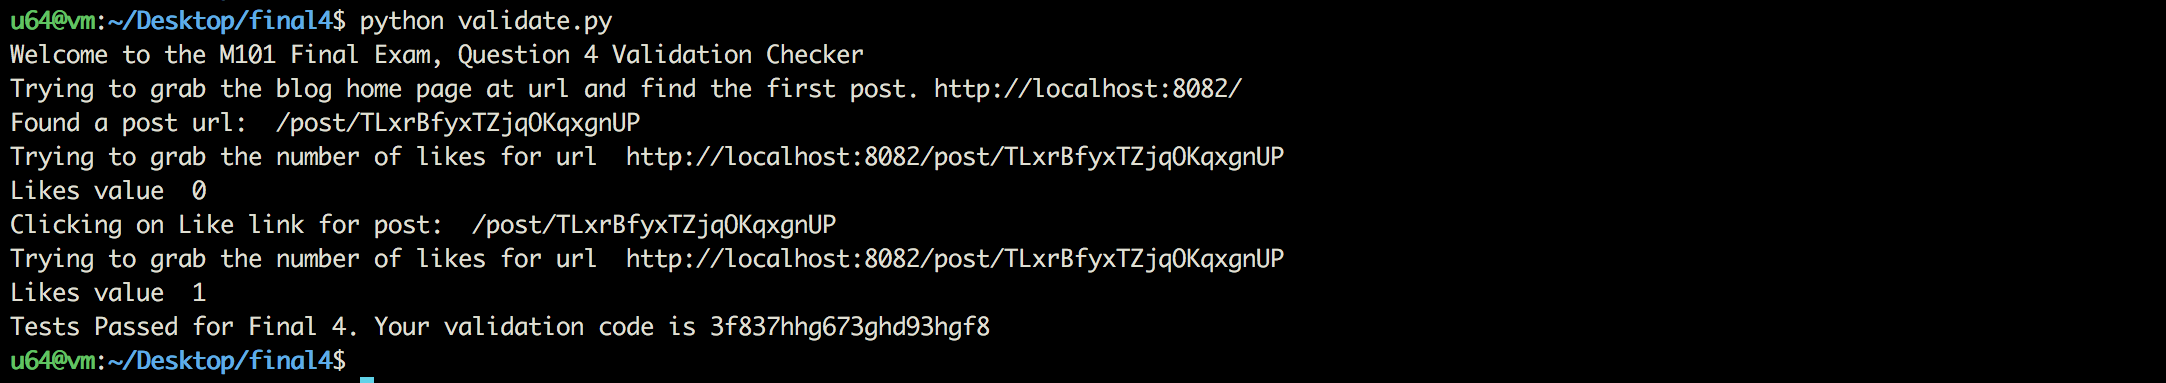 u64@vm:~/Desktop/final4$ python validate.py
Welcome to the M101 Final Exam, Question 4 Validation Checker
Trying to grab the blog home page at url and find the first post. http://localhost:8082/
Found a post url:  /post/TLxrBfyxTZjqOKqxgnUP
Trying to grab the number of likes for url  http://localhost:8082/post/TLxrBfyxTZjqOKqxgnUP
Likes value  0
Clicking on Like link for post:  /post/TLxrBfyxTZjqOKqxgnUP
Trying to grab the number of likes for url  http://localhost:8082/post/TLxrBfyxTZjqOKqxgnUP
Likes value  1
Tests Passed for Final 4. Your validation code is 3f837hhg673ghd93hgf8
u64@vm:~/Desktop/final4$